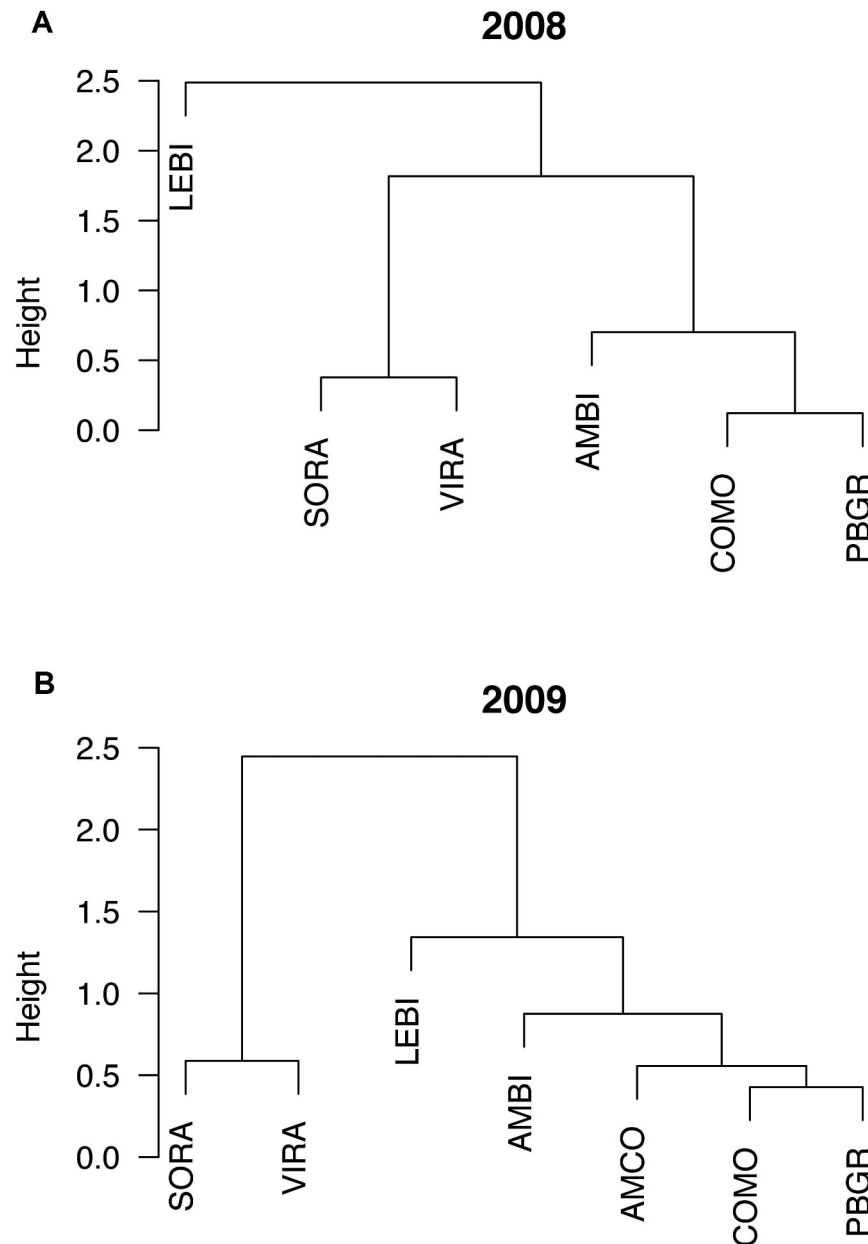 A
2008
Height
2.5
2.0
1.5
1.0
0.5
0.0
LEBI
SORA
VIRA
AMBI
COMO
PBGR
B
2009
Height
2.5
2.0
1.5
1.0
0.5
0.0
SORA
VIRA
LEBI
AMBI
AMCO
COMO
PBGR